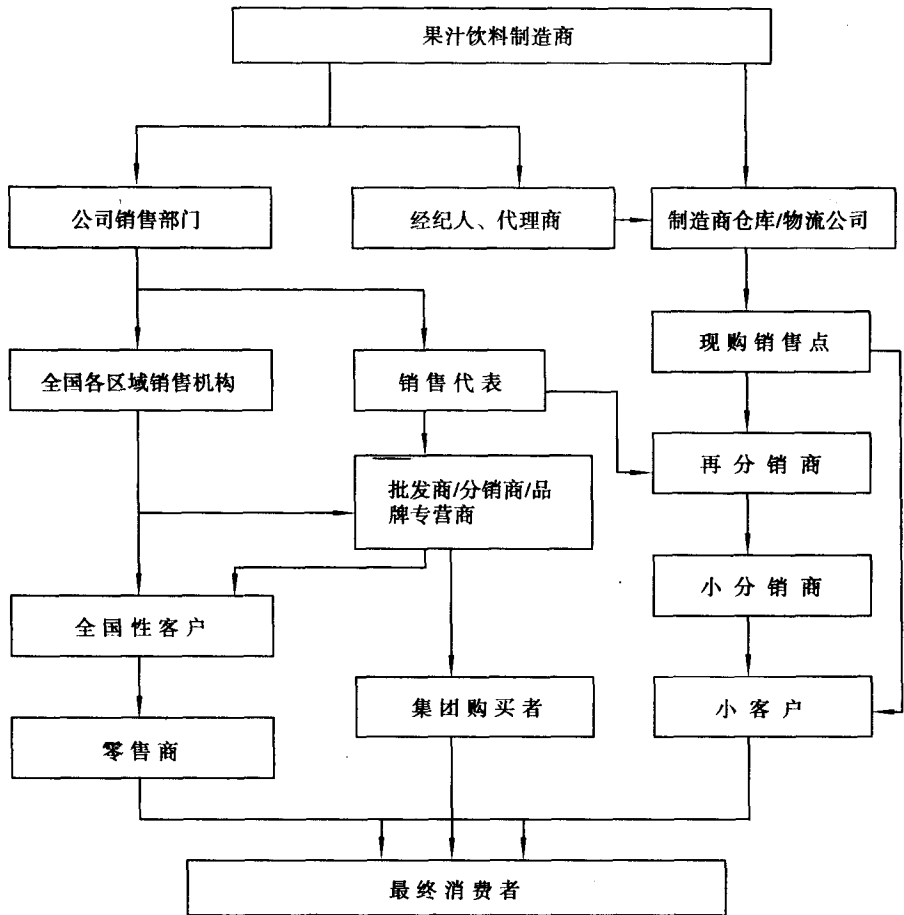 果汁饮料制造商
公司销售部门
经纪人、代理商
制造商仓库/物流公司
现购销售点
全国各区域销售机构
销售代表
再分销商
批发商/分销商/品
牌专营商
小分销商
全国性客户
集团购买者
小客户
零售商
最终消费者